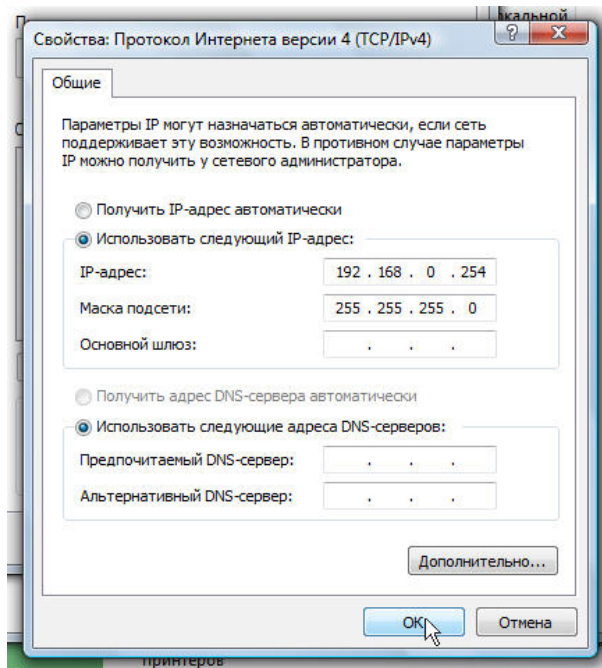 окальной
Свойства: Протокол Интернета версии 4 (TCP/IPv4)
?
Общие
Параметры IP могут назначаться автоматически, если сеть
поддерживает эту возможность. В противном случае параметры
IP можно получить у сетевого администратора.
Получить IP-адрес автоматически
Использовать следующий IP-адрес:
IP-адрес: 192 . 168 . 0 . 254
Маска подсети: 255 . 255 . 255 . 0
Основной шлюз: . . .
Получить адрес DNS-сервера автоматически
Использовать следующие адреса DNS-серверов:
Предпочитаемый DNS-сервер: . . .
Альтернативный DNS-сервер: . . .
Дополнительно...
ОК Отмена
принтеров